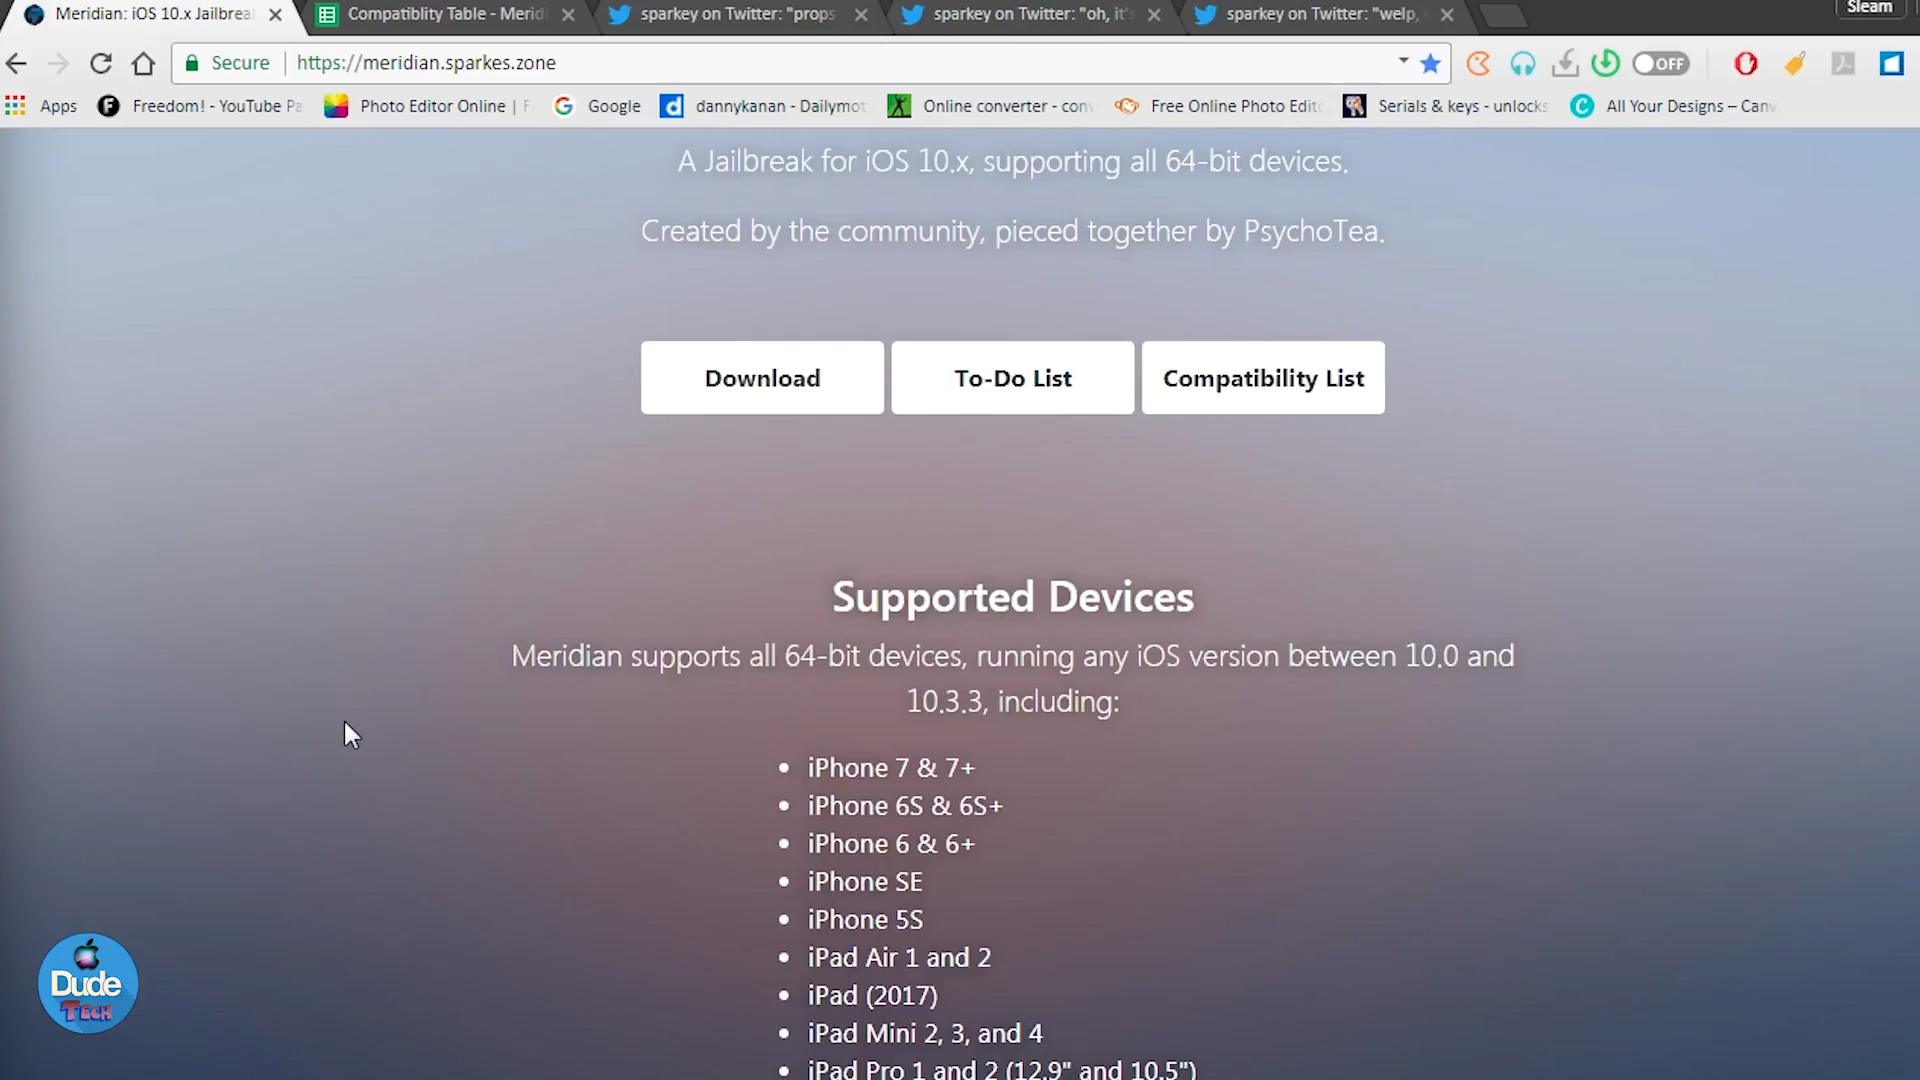 Meridian: iOS 10.x Jailbrea
Compatiblity Table - Meridi
sparkey on Twitter: "props
sparkey on Twitter: "oh, it's
sparkey on Twitter: "welp,
Sleam
Secure
https://meridian.sparkes.zone
OFF
Apps
Freedom! - YouTube Pa
Photo Editor Online | F
Google
dannykanan - Dailymot
Online converter - conv
Free Online Photo Edito
Serials & keys - unlocks
All Your Designs – Canv
A Jailbreak for iOS 10.x, supporting all 64-bit devices.
Created by the community, pieced together by PsychoTea.
Download
To-Do List
Compatibility List
Supported Devices
Meridian supports all 64-bit devices, running any iOS version between 10.0 and
10.3.3, including:
iPhone 7 & 7+
iPhone 6S & 6S+
iPhone 6 & 6+
iPhone SE
iPhone 5S
iPad Air 1 and 2
iPad (2017)
iPad Mini 2, 3, and 4
iPad Pro 1 and 2 (12.9" and 10.5")
Dude
TECH